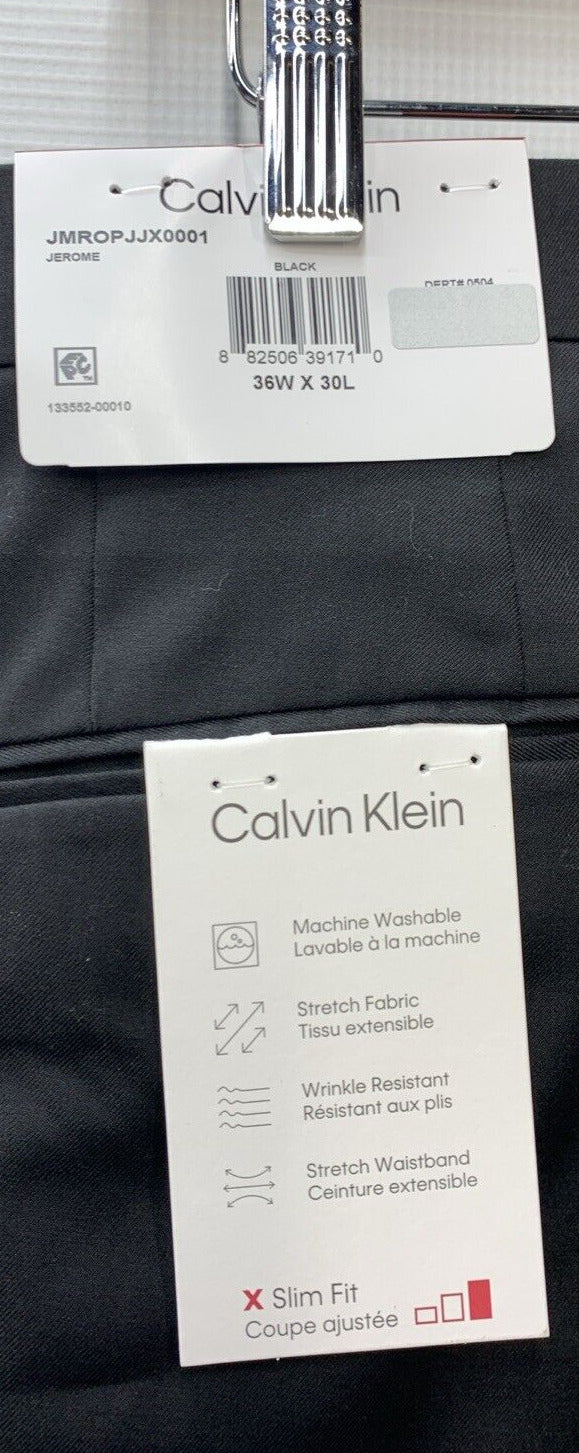 Calvin Klein
JMROPJJX0001
JEROME
BLACK
DEPT# 0504
8 82506 39171 0
36W X 30L
133552-00010
Calvin Klein
Machine Washable
Lavable à la machine
Stretch Fabric
Tissu extensible
Wrinkle Resistant
Résistant aux plis
Stretch Waistband
Ceinture extensible
X Slim Fit
Coupe ajustée